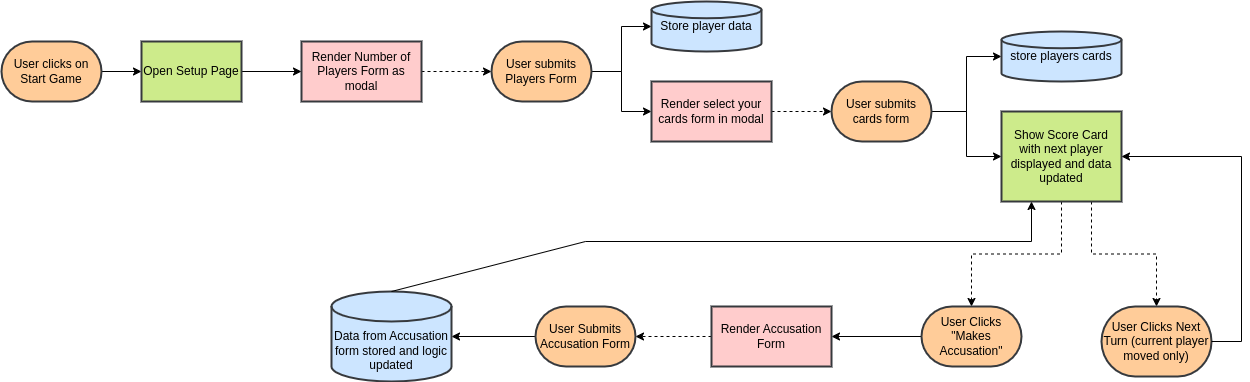 User clicks on
Start Game
Open Setup Page
Render Number of
Players Form as
modal
User submits
Players Form
Store player data
Render select your
cards form in modal
User submits
cards form
store players cards
Show Score Card
with next player
displayed and data
updated
Data from Accusation
form stored and logic
updated
User Submits
Accusation Form
Render Accusation
Form
User Clicks
"Makes
Accusation"
User Clicks Next
Turn (current player
moved only)